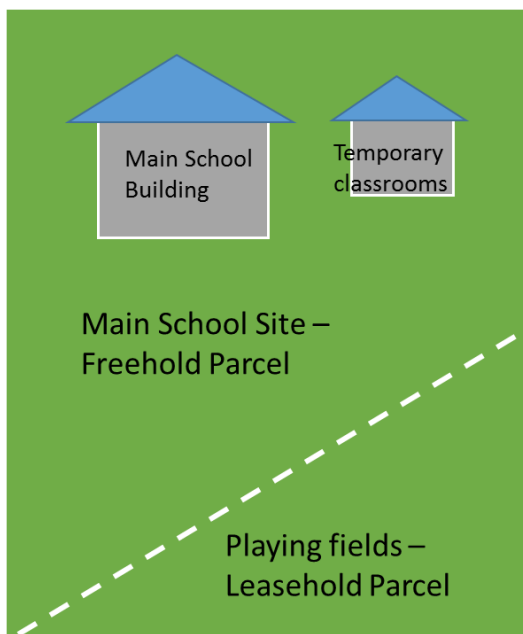 Main School
Building
Temporary
classrooms
Main School Site –
Freehold Parcel
Playing fields –
Leasehold Parcel